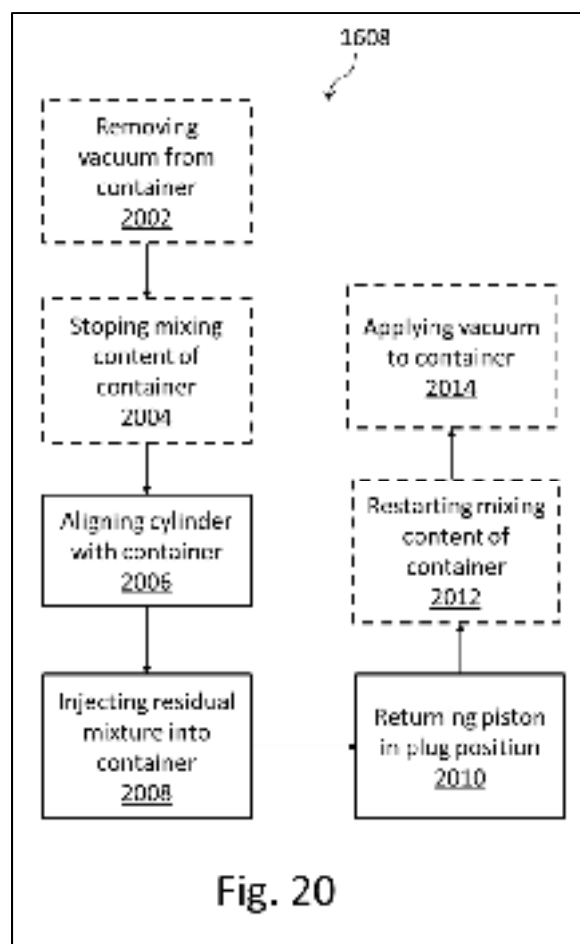 1608
Removing
vacuum from
container
2002
Stoping mixing
content of
container
2004
Aligning cylinder
with container
2006
Injecting residual
mixture into
container
2008
Returning piston
in plug position
2010
Restarting mixing
content of
container
2012
Applying vacuum
to container
2014
Fig. 20